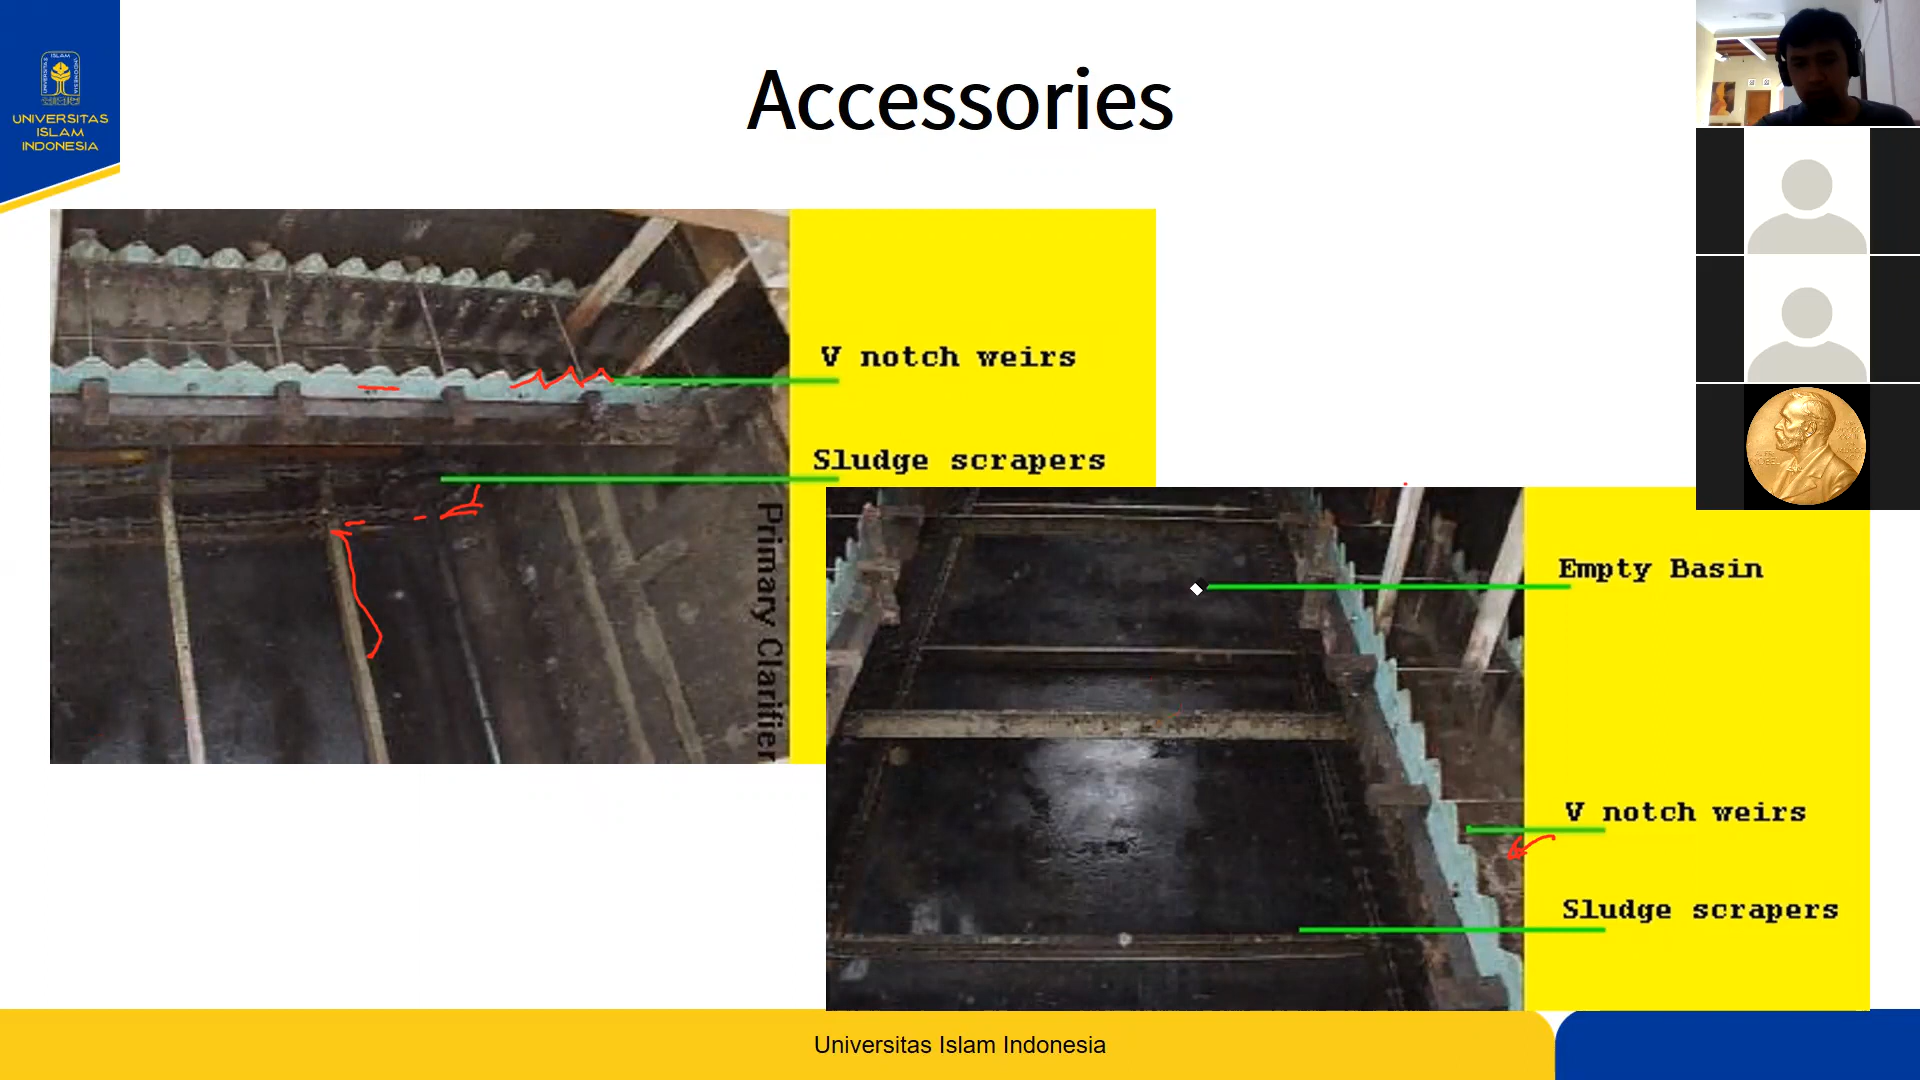 UNIVERSITAS
ISLAM
INDONESIA
Accessories
V notch weirs
Sludge scrapers
Primary Clarifier
Empty Basin
V notch weirs
Sludge scrapers
Universitas Islam Indonesia